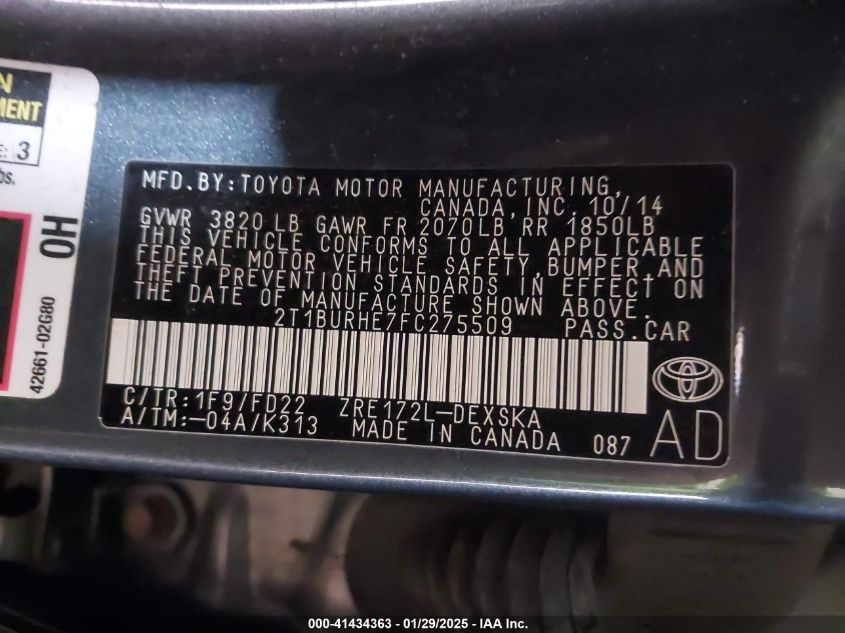 N
MENT
E: 3
bs.
OH
42661-02G80
MFD.BY:TOYOTA MOTOR MANUFACTURING,
CANADA,INC. 10/14
GVWR 3820 LB GAWR FR 2070LB RR 1850LB
THIS VEHICLE CONFORMS TO ALL APPLICABLE
FEDERAL MOTOR VEHICLE SAFETY,BUMPER,AND
THEFT PREVENTION STANDARDS IN EFFECT ON
THE DATE OF MANUFACTURE SHOWN ABOVE.
2T1BURHE7FC275509 PASS.CAR
C/TR:1F9/FD22 ZRE172L-DEXSKA
A/TM:-04A/K313 MADE IN CANADA 087 AD
000-41434363 - 01/29/2025 - IAA Inc.